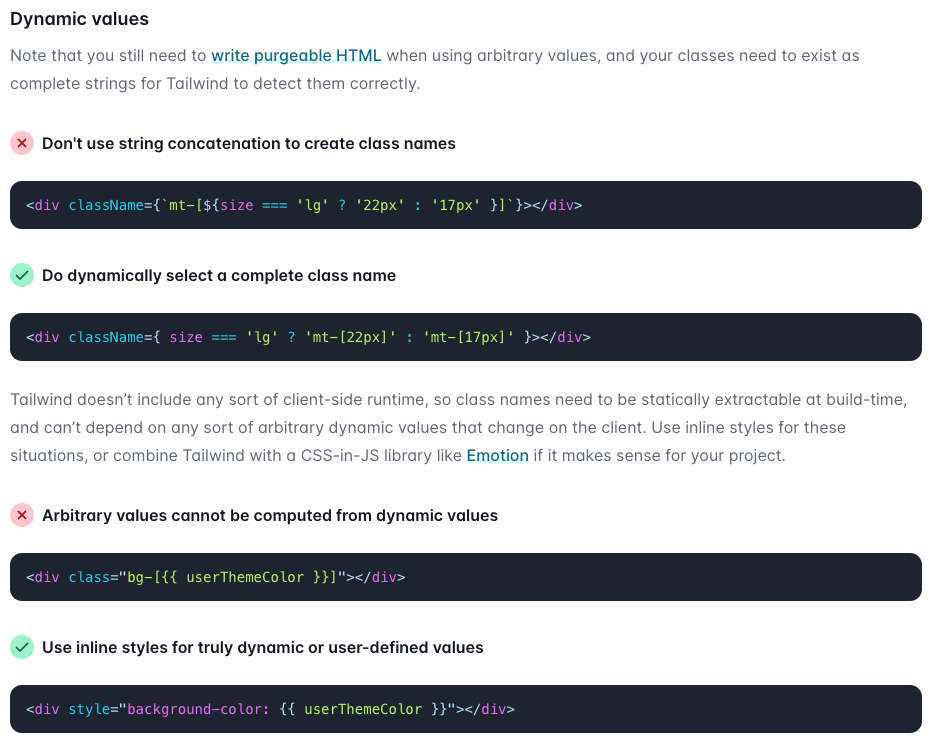 Dynamic values
Note that you still need to write purgeable HTML when using arbitrary values, and your classes need to exist as
complete strings for Tailwind to detect them correctly.
Don't use string concatenation to create class names
<div className={`mt-[${size === 'lg' ? '22px' : '17px' }]`}></div>
Do dynamically select a complete class name
<div className={ size === 'lg' ? 'mt-[22px]' : 'mt-[17px]' }></div>
Tailwind doesn’t include any sort of client-side runtime, so class names need to be statically extractable at build-time,
and can’t depend on any sort of arbitrary dynamic values that change on the client. Use inline styles for these
situations, or combine Tailwind with a CSS-in-JS library like Emotion if it makes sense for your project.
Arbitrary values cannot be computed from dynamic values
<div class="bg-[{{ userThemeColor }}]"></div>
Use inline styles for truly dynamic or user-defined values
<div style="background-color: {{ userThemeColor }}"></div>